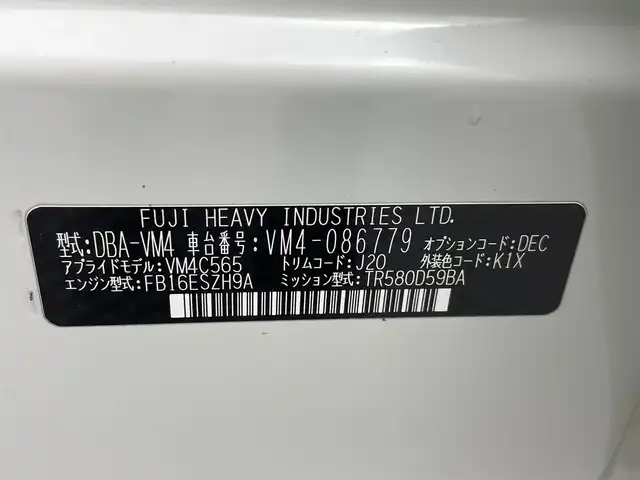 FUJI HEAVY INDUSTRIES LTD.
型式:DBA-VM4 車台番号:VM4-086779 オプションコード:DEC
アプライドモデル:VM4C565 トリムコード:J20 外装色コード:K1X
エンジン型式:FB16ESZH9A ミッション型式:TR580D59BA